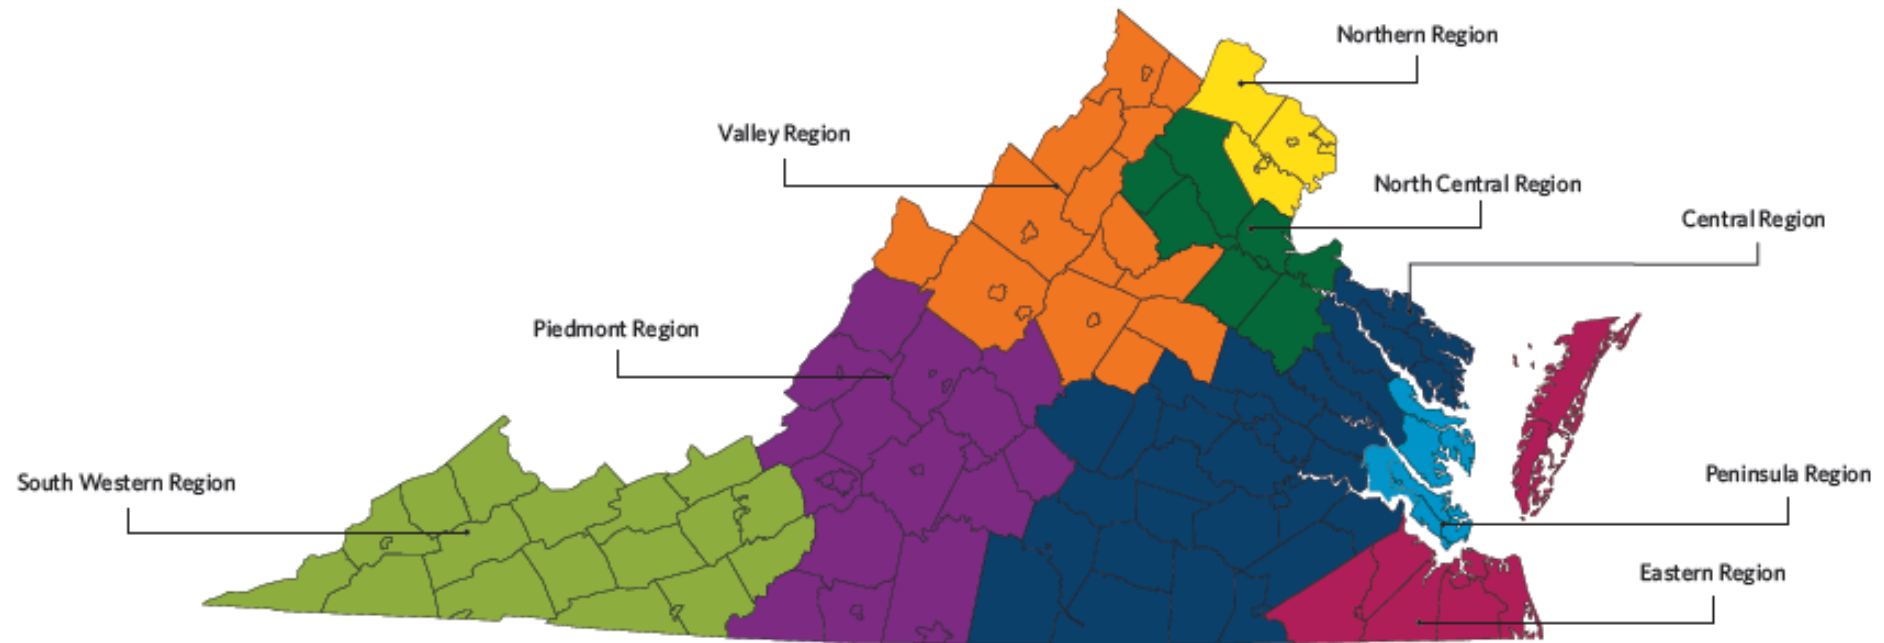 Northern Region
Valley Region
North Central Region
Central Region
Piedmont Region
South Western Region
Peninsula Region
Eastern Region